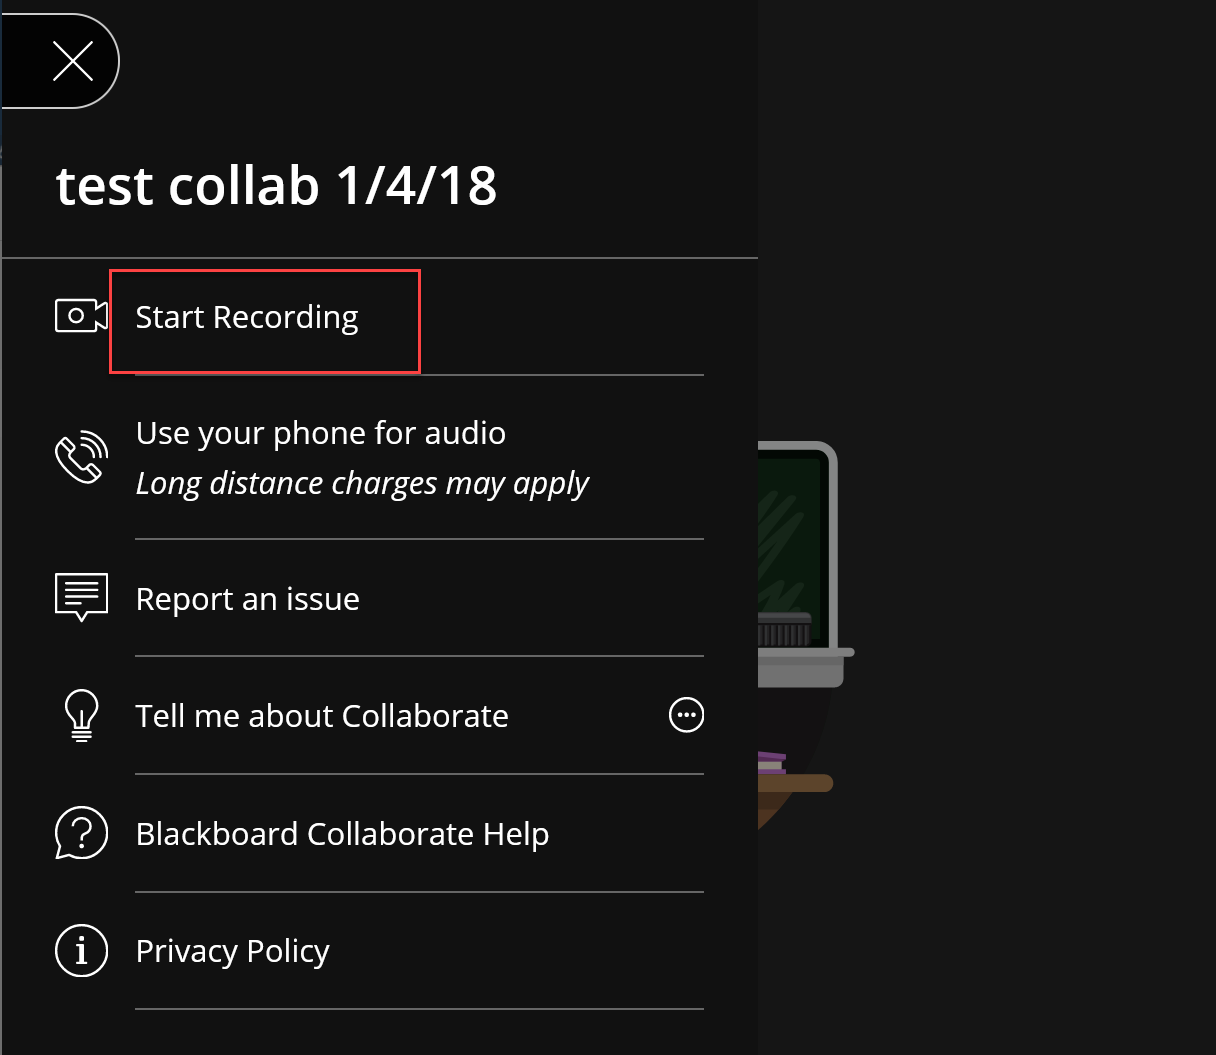 test collab 1/4/18
Start Recording
Use your phone for audio
Long distance charges may apply
Report an issue
Tell me about Collaborate
Blackboard Collaborate Help
Privacy Policy